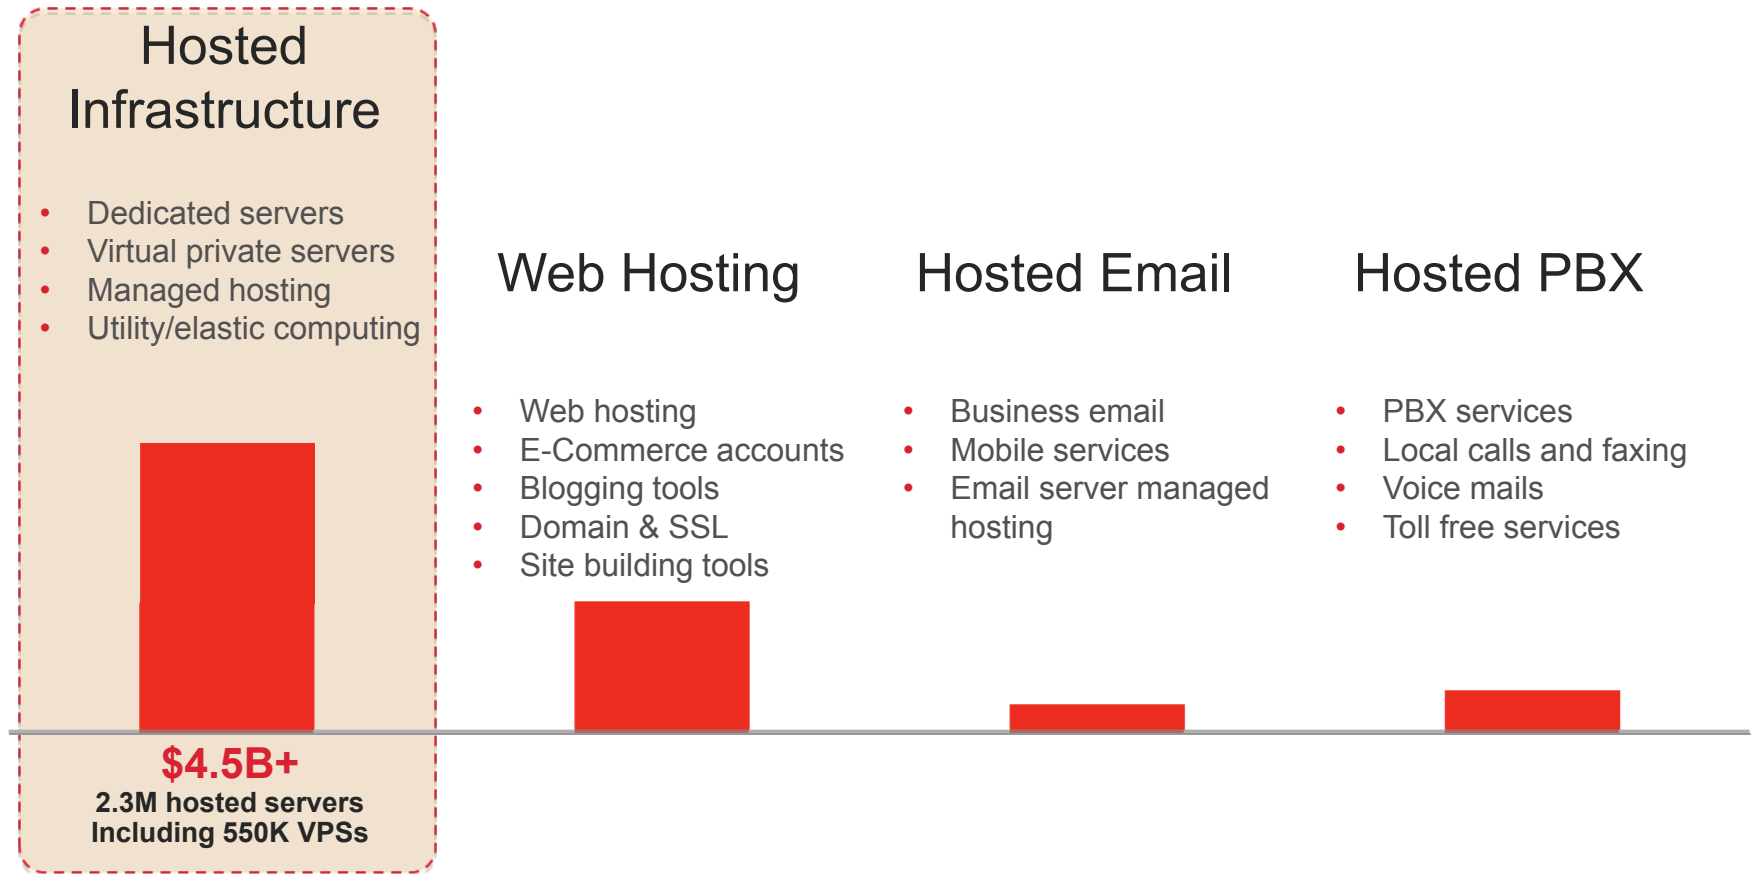 Hosted
Infrastructure
• Dedicated servers
• Virtual private servers
• Managed hosting
• Utility/elastic computing
$4.5B+
2.3M hosted servers
Including 550K VPSs
Web Hosting
• Web hosting
• E-Commerce accounts
• Blogging tools
• Domain & SSL
• Site building tools
Hosted Email
• Business email
• Mobile services
• Email server managed
hosting
Hosted PBX
• PBX services
• Local calls and faxing
• Voice mails
• Toll free services